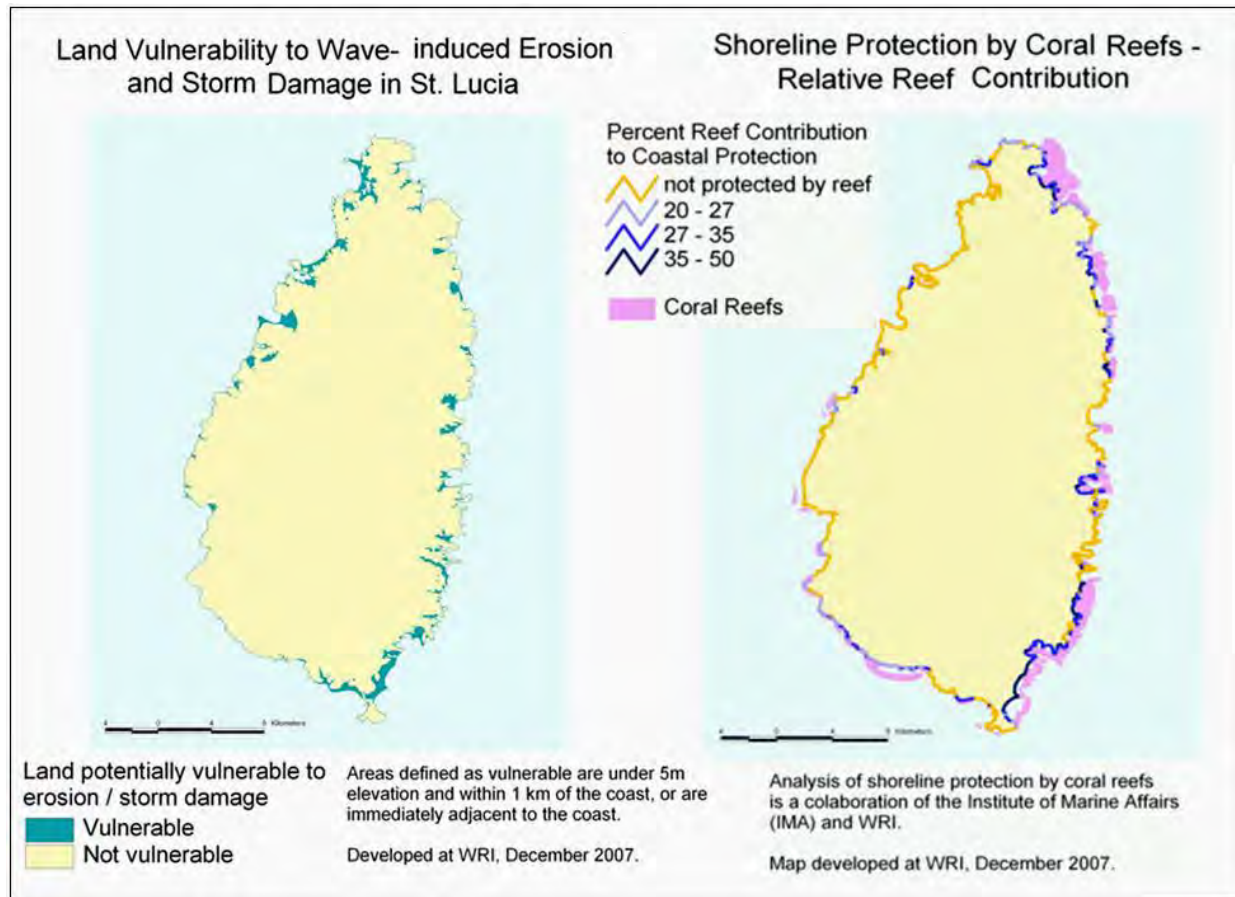 Land Vulnerability to Wave- induced Erosion
and Storm Damage in St. Lucia
Land potentially vulnerable to
erosion / storm damage
Vulnerable
Not vulnerable
Areas defined as vulnerable are under 5m
elevation and within 1 km of the coast, or are
immediately adjacent to the coast.
Developed at WRI, December 2007.
Shoreline Protection by Coral Reefs -
Relative Reef Contribution
Percent Reef Contribution
to Coastal Protection
not protected by reef
20 - 27
27 - 35
35 - 50
Coral Reefs
Analysis of shoreline protection by coral reefs
is a colaboration of the Institute of Marine Affairs
(IMA) and WRI.
Map developed at WRI, December 2007.